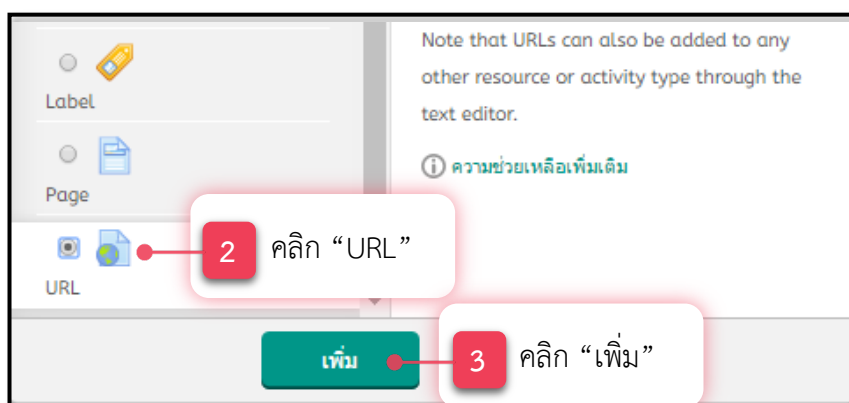 Label
Page
URL
Note that URLs can also be added to any
other resource or activity type through the
text editor.
ความช่วยเหลือเพิ่มเติม
2 คลิก “URL”
เพิ่ม
3 คลิก “เพิ่ม”